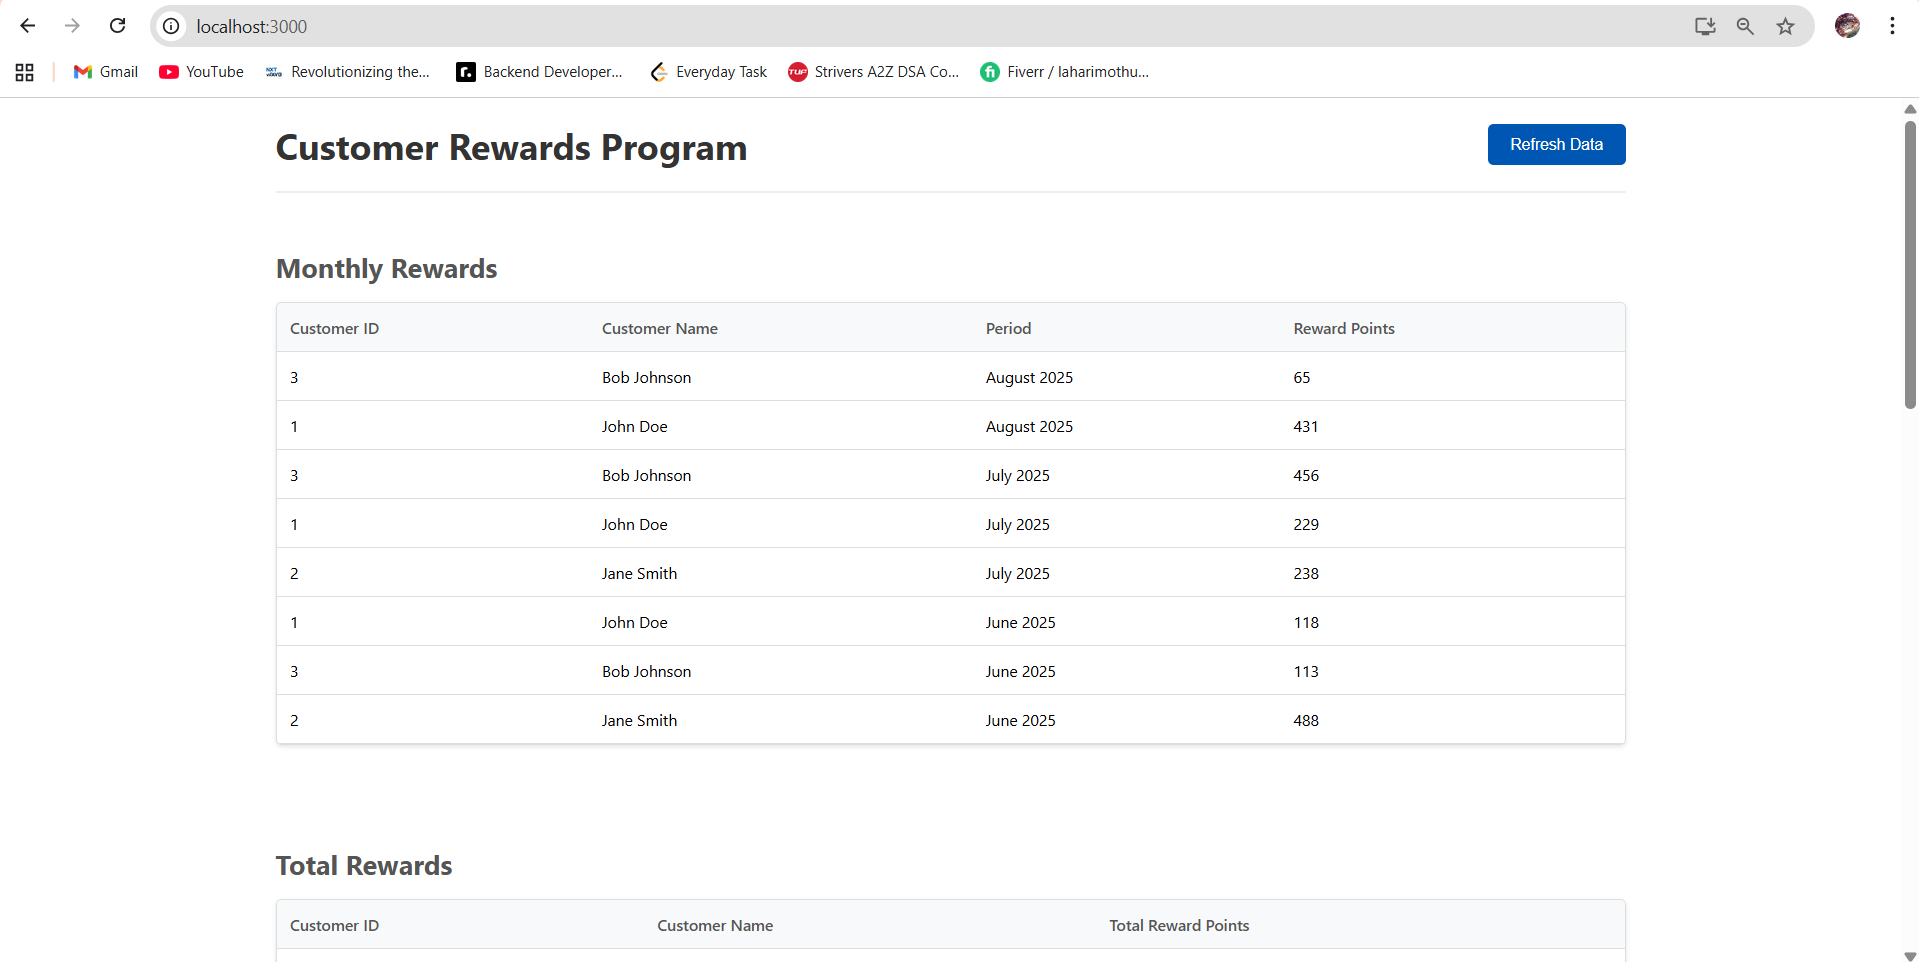 localhost:3000
Gmail YouTube Revolutionizing the... Backend Developer... Everyday Task Strivers A2Z DSA Co... Fiverr / laharimothu...
Customer Rewards Program
Refresh Data
Monthly Rewards
Customer ID Customer Name Period Reward Points
3 Bob Johnson August 2025 65
1 John Doe August 2025 431
3 Bob Johnson July 2025 456
1 John Doe July 2025 229
2 Jane Smith July 2025 238
1 John Doe June 2025 118
3 Bob Johnson June 2025 113
2 Jane Smith June 2025 488
Total Rewards
Customer ID Customer Name Total Reward Points